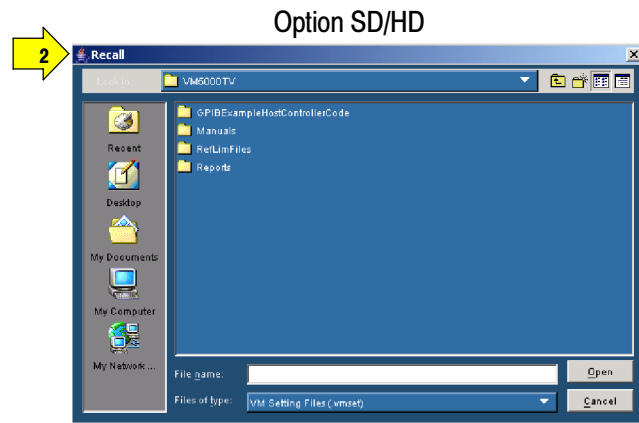 Option SD/HD
2
Recall
Look in:
VM6000TV
GPIBExampleHostControllerCode
Manuals
RefLimFiles
Reports
Recent
Desktop
My Documents
My Computer
My Network ...
File name:
Open
Files of type:
VM Setting Files (.vmset)
Cancel